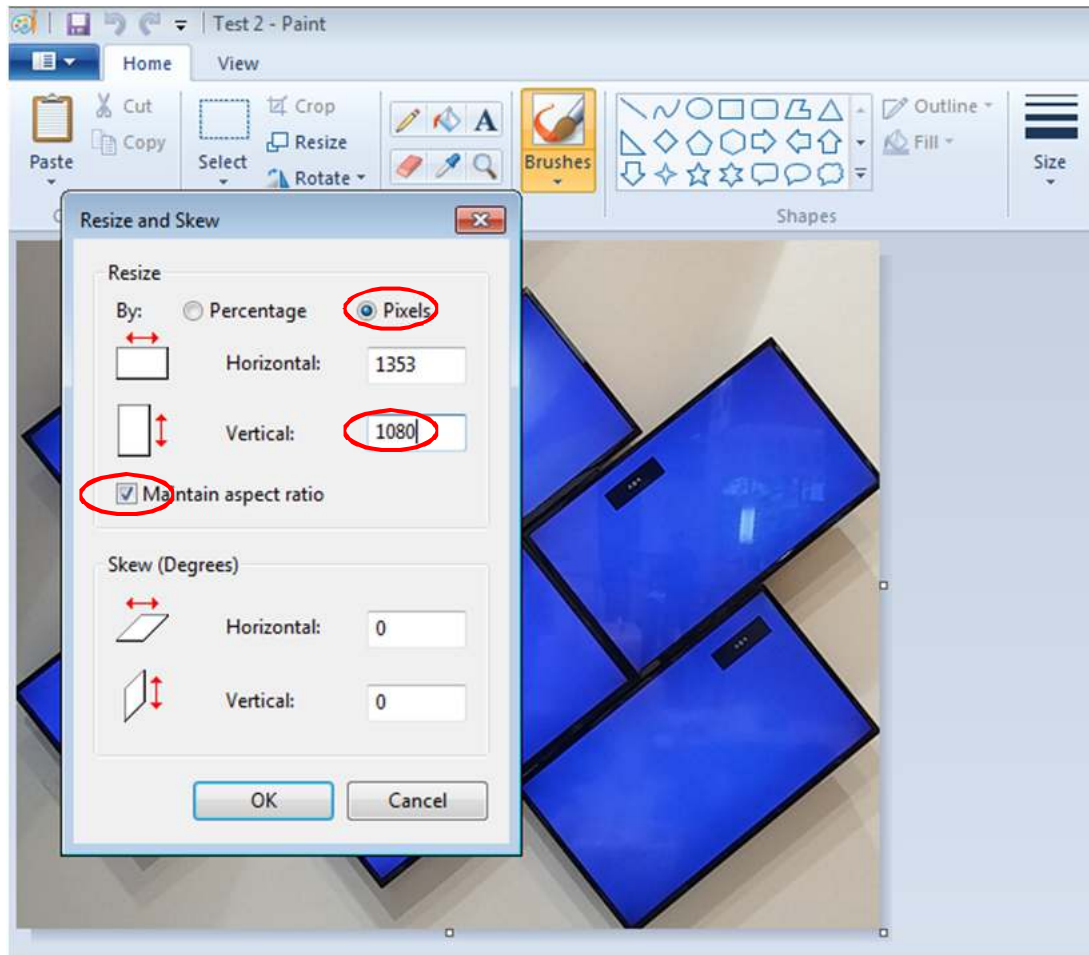 Test 2 - Paint
Home View
Cut
Copy
Paste
Select
Crop
Resize
Rotate
A
Brushes
Outline
Fill
Size
Shapes
Resize and Skew
Resize
By: Percentage Pixels
Horizontal: 1353
Vertical: 1080
Maintain aspect ratio
Skew (Degrees)
Horizontal: 0
Vertical: 0
OK Cancel